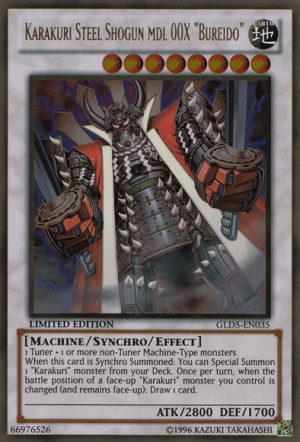 KARAKURI STEEL SHOGUN MDL 00X "BUREIDO"
EARTH
地
LIMITED EDITION
GLD5-EN035
[MACHINE/SYNCHRO/EFFECT]
1 Tuner + 1 or more non-Tuner Machine-Type monsters
When this card is Synchro Summoned: You can Special Summon
1 "Karakuri" monster from your Deck. Once per turn, when the
battle position of a face-up "Karakuri" monster you control is
changed (and remains face-up): Draw 1 card.
ATK/2800 DEF/1700
66976526
©1996 KAZUKI TAKAHASHI